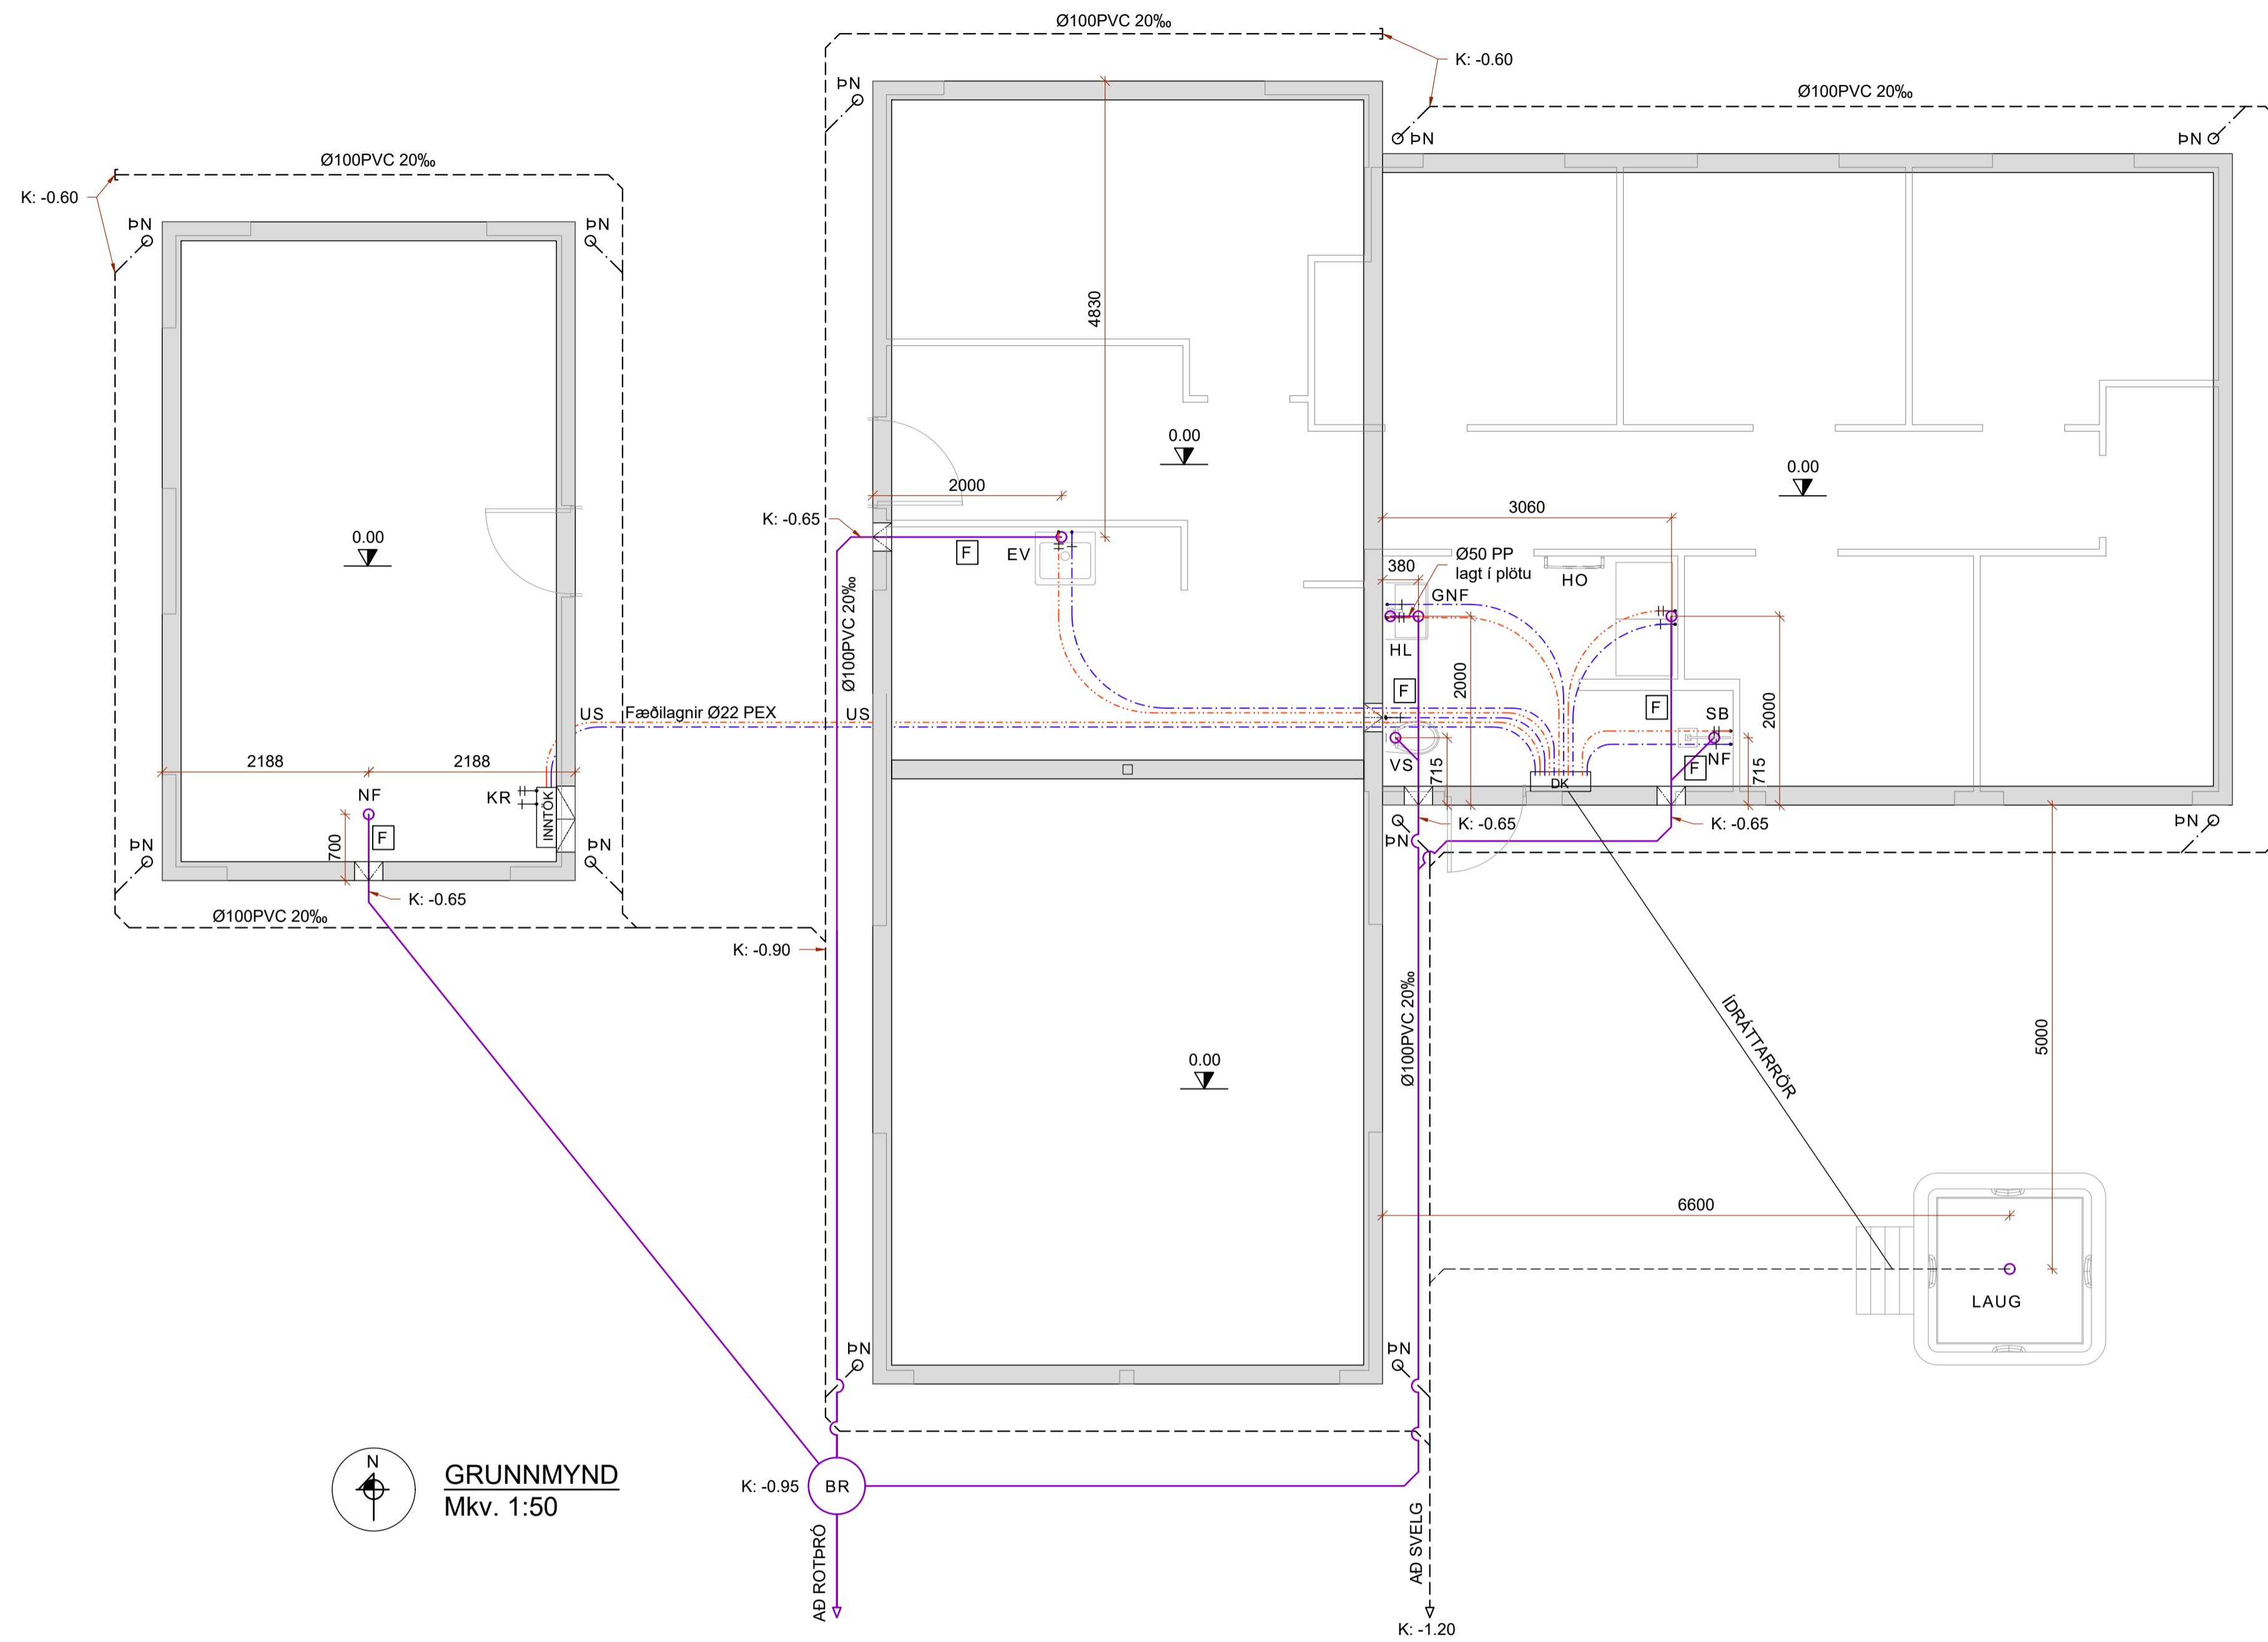 Ø100PVC 20‰
K: -0.60
ÞN
Ø100PVC 20‰
ÞN
ÞN
Ø100PVC 20‰
K: -0.60
ÞN
ÞN
4830
0.00
0.00
2000
3060
K: -0.65
0.00
F
EV
380
Ø50 PP
lagt í plötu
HO
GNF
Ø100PVC 20‰
HL
F
2000
F
SB
2000
US
Fæðilagnir Ø22 PEX
US
2188
2188
VS
715
F
NF
715
NF
KR
INNTÖK
DK
700
F
K: -0.65
K: -0.65
ÞN
ÞN
ÞN
ÞN
K: -0.65
Ø100PVC 20‰
K: -0.90
Ø100PVC 20‰
ÍDRÁTTARRÖR
5000
0.00
6600
LAUG
ÞN
ÞN
N
GRUNNMYND
Mkv. 1:50
K: -0.95
BR
AÐ ROTÞRÓ
AÐ SVELG
K: -1.20